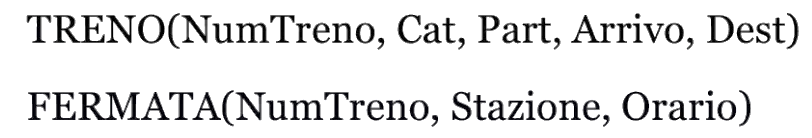 TRENO(NumTreno, Cat, Part, Arrivo, Dest)
FERMATA(NumTreno, Stazione, Orario)